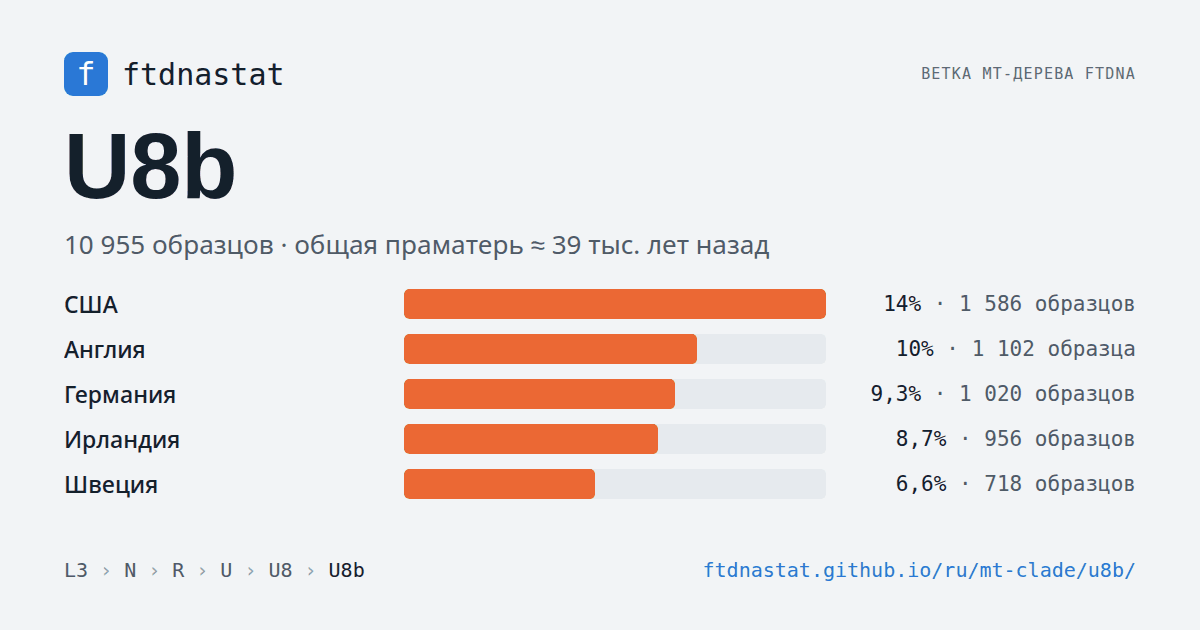 f ftdnastat
ВЕТКА МТ-ДЕРЕВА FTDNA
U8b
10 955 образцов · общая праматерь ≈ 39 тыс. лет назад
США 14% · 1 586 образцов
Англия 10% · 1 102 образца
Германия 9,3% · 1 020 образцов
Ирландия 8,7% · 956 образцов
Швеция 6,6% · 718 образцов
L3 › N › R › U › U8 › U8b
ftdnastat.github.io/ru/mt-clade/u8b/